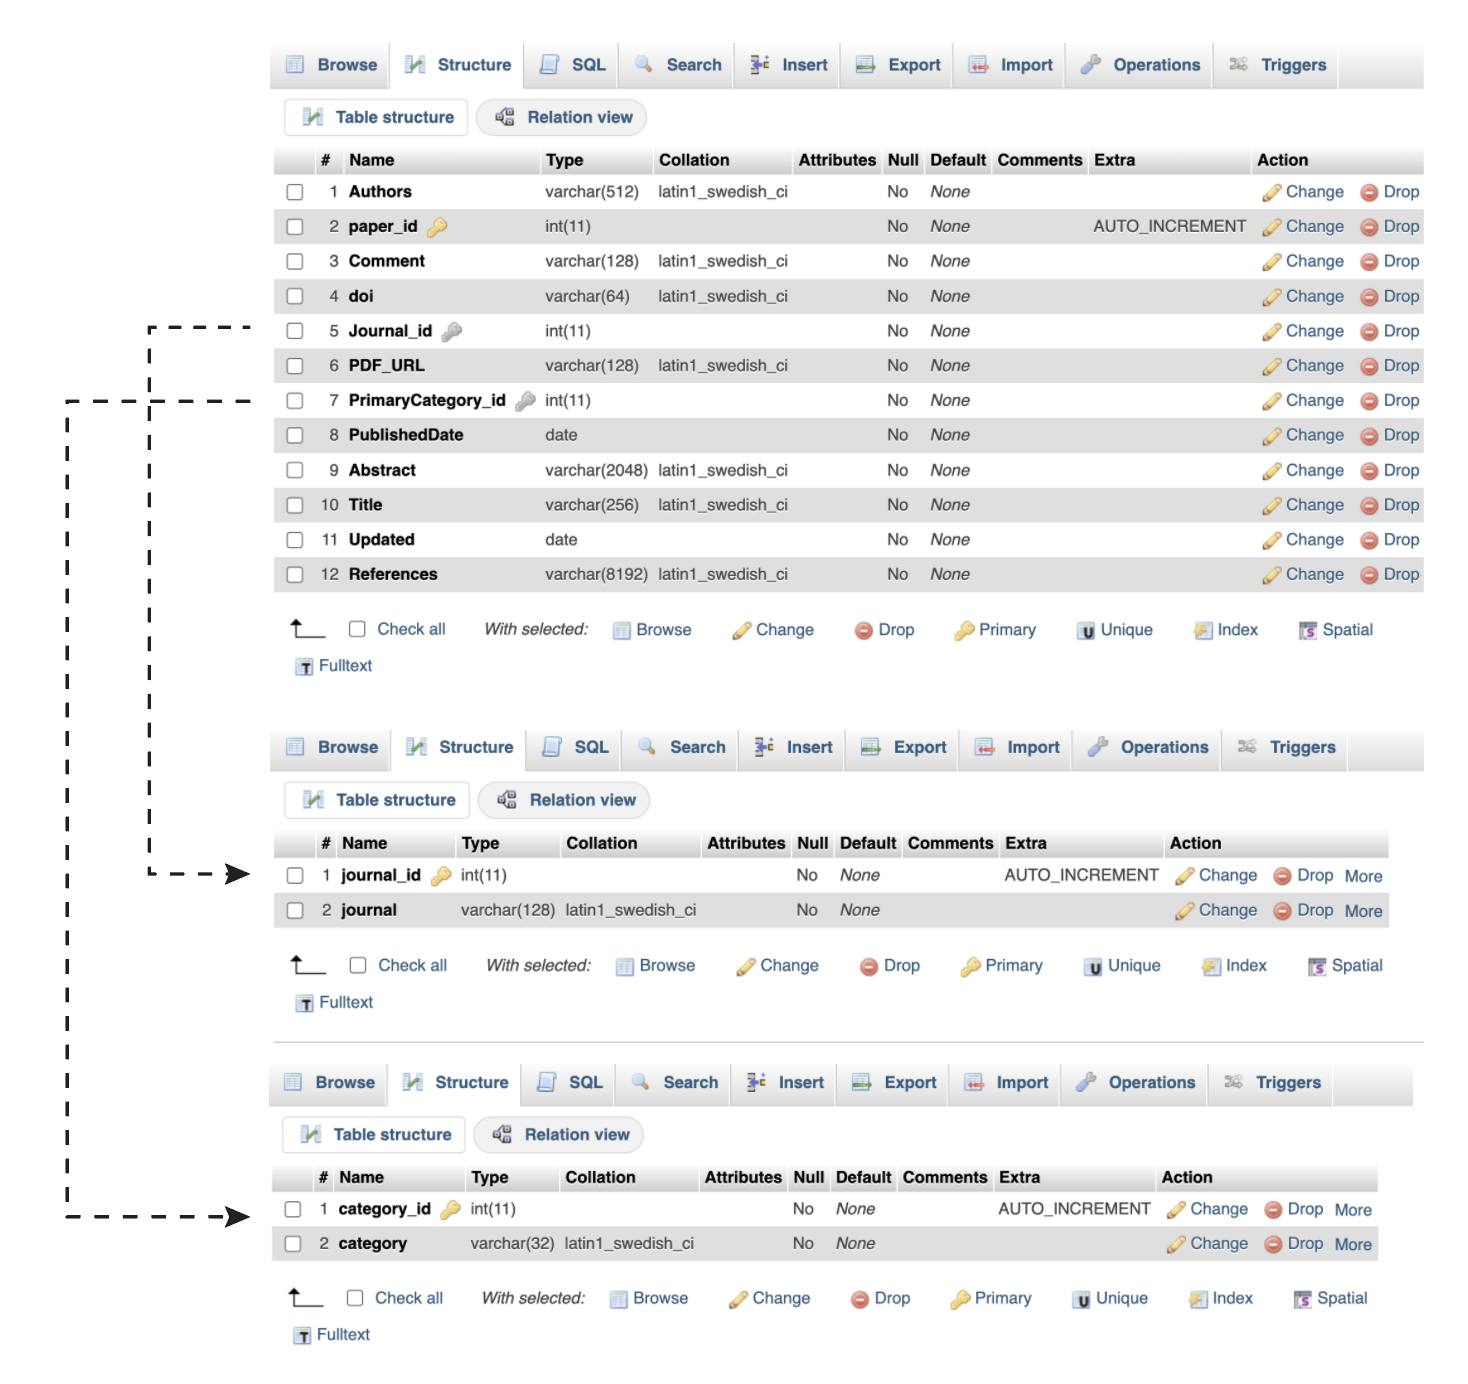 Browse Structure SQL Search Insert Export Import Operations Triggers
Table structure Relation view
# Name Type Collation Attributes Null Default Comments Extra Action
1 Authors varchar(512) latin1_swedish_ci No None Change Drop
2 paper_id int(11) No None AUTO_INCREMENT Change Drop
3 Comment varchar(128) latin1_swedish_ci No None Change Drop
4 doi varchar(64) latin1_swedish_ci No None Change Drop
5 Journal_id int(11) No None Change Drop
6 PDF_URL varchar(128) latin1_swedish_ci No None Change Drop
7 PrimaryCategory_id int(11) No None Change Drop
8 PublishedDate date No None Change Drop
9 Abstract varchar(2048) latin1_swedish_ci No None Change Drop
10 Title varchar(256) latin1_swedish_ci No None Change Drop
11 Updated date No None Change Drop
12 References varchar(8192) latin1_swedish_ci No None Change Drop
Check all With selected: Browse Change Drop Primary U Unique Index S Spatial
T Fulltext
Browse Structure SQL Search Insert Export Import Operations Triggers
Table structure Relation view
# Name Type Collation Attributes Null Default Comments Extra Action
1 journal_id int(11) No None AUTO_INCREMENT Change Drop More
2 journal varchar(128) latin1_swedish_ci No None Change Drop More
Check all With selected: Browse Change Drop Primary U Unique Index S Spatial
T Fulltext
Browse Structure SQL Search Insert Export Import Operations Triggers
Table structure Relation view
# Name Type Collation Attributes Null Default Comments Extra Action
1 category_id int(11) No None AUTO_INCREMENT Change Drop More
2 category varchar(32) latin1_swedish_ci No None Change Drop More
Check all With selected: Browse Change Drop Primary U Unique Index S Spatial
T Fulltext